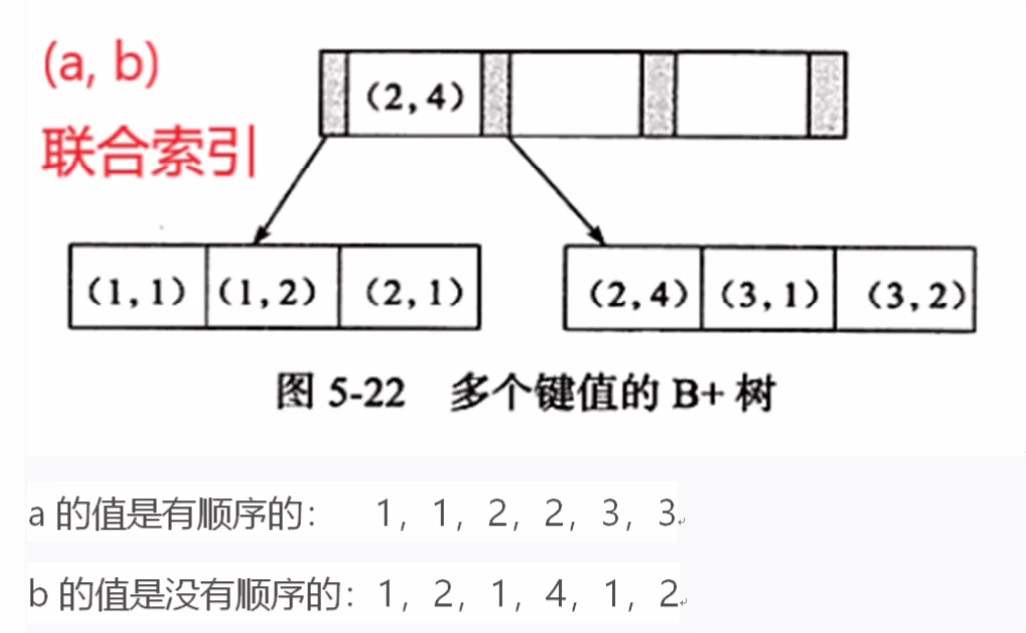 (a, b)
联合索引
(2,4)
(1,1) (1,2) (2,1) (2,4) (3,1) (3,2)
图 5-22 多个键值的 B+ 树
a 的值是有顺序的： 1，1，2，2，3，3
b 的值是没有顺序的：1，2，1，4，1，2